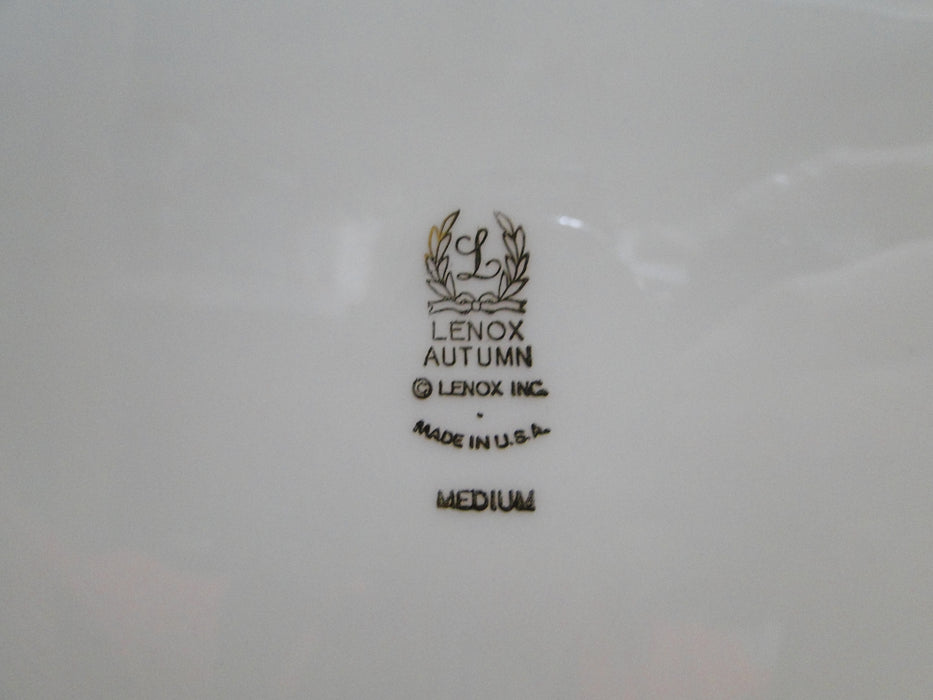 L
LENOX
AUTUMN
© LENOX INC.
MADE IN U.S.A.
MEDIUM